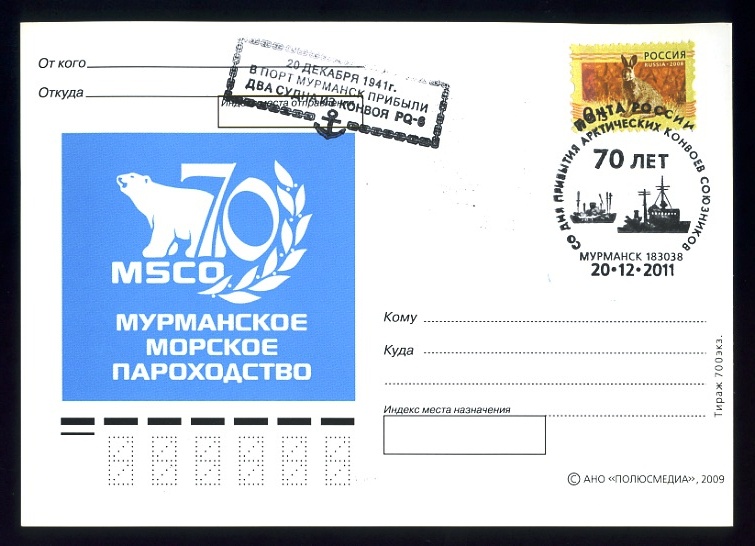 От кого
Откуда
Индекс места отправления
20 ДЕКАБРЯ 1941г.
В ПОРТ МУРМАНСК ПРИБЫЛИ
ДВА СУДНА ИЗ КОНВОЯ PQ-6
РОССИЯ
RUSSIA•2008
ПОЧТА РОССИИ
СО ДНЯ ПРИБЫТИЯ АРКТИЧЕСКИХ КОНВОЕВ СОЮЗНИКОВ
70 ЛЕТ
МУРМАНСК 183038
20•12•2011
70
MSCO
МУРМАНСКОЕ
МОРСКОЕ
ПАРОХОДСТВО
Кому
Куда
Индекс места назначения
Тираж 700экз.
© АНО «ПОЛЮСМЕДИА», 2009